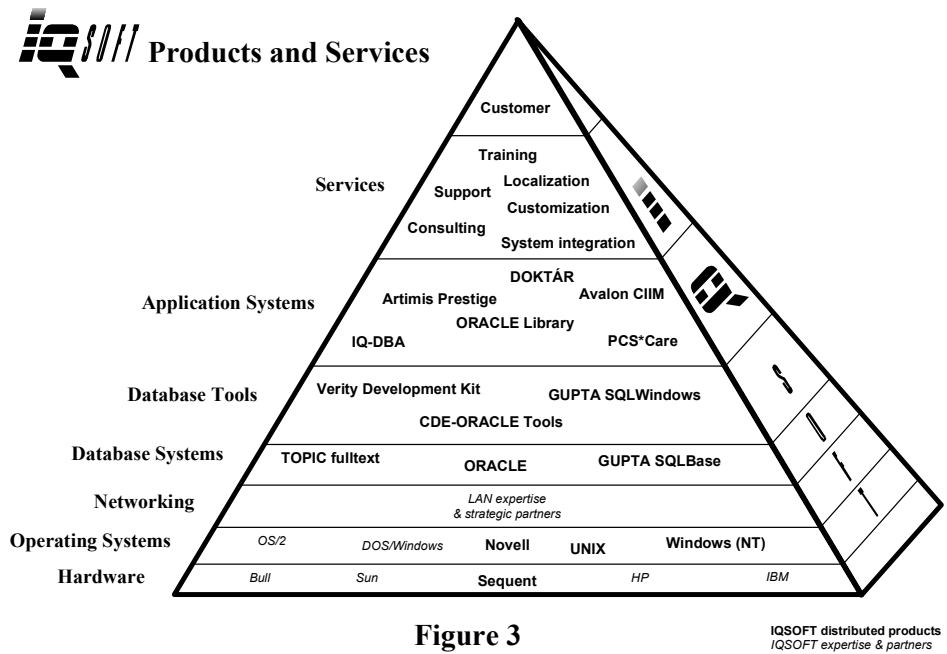 iQSOFT Products and Services
Customer
Services
Training
Localization
Support
Customization
Consulting
System integration
Application Systems
DOKTÁR
Artimis Prestige
Avalon CIIM
ORACLE Library
IQ-DBA
PCS*Care
Database Tools
Verity Development Kit
GUPTA SQLWindows
CDE-ORACLE Tools
Database Systems
TOPIC fulltext
ORACLE
GUPTA SQLBase
Networking
LAN expertise
& strategic partners
Operating Systems
OS/2
DOS/Windows
Novell
UNIX
Windows (NT)
Hardware
Bull
Sun
Sequent
HP
IBM
iQSOFT
Figure 3
IQSOFT distributed products
IQSOFT expertise & partners